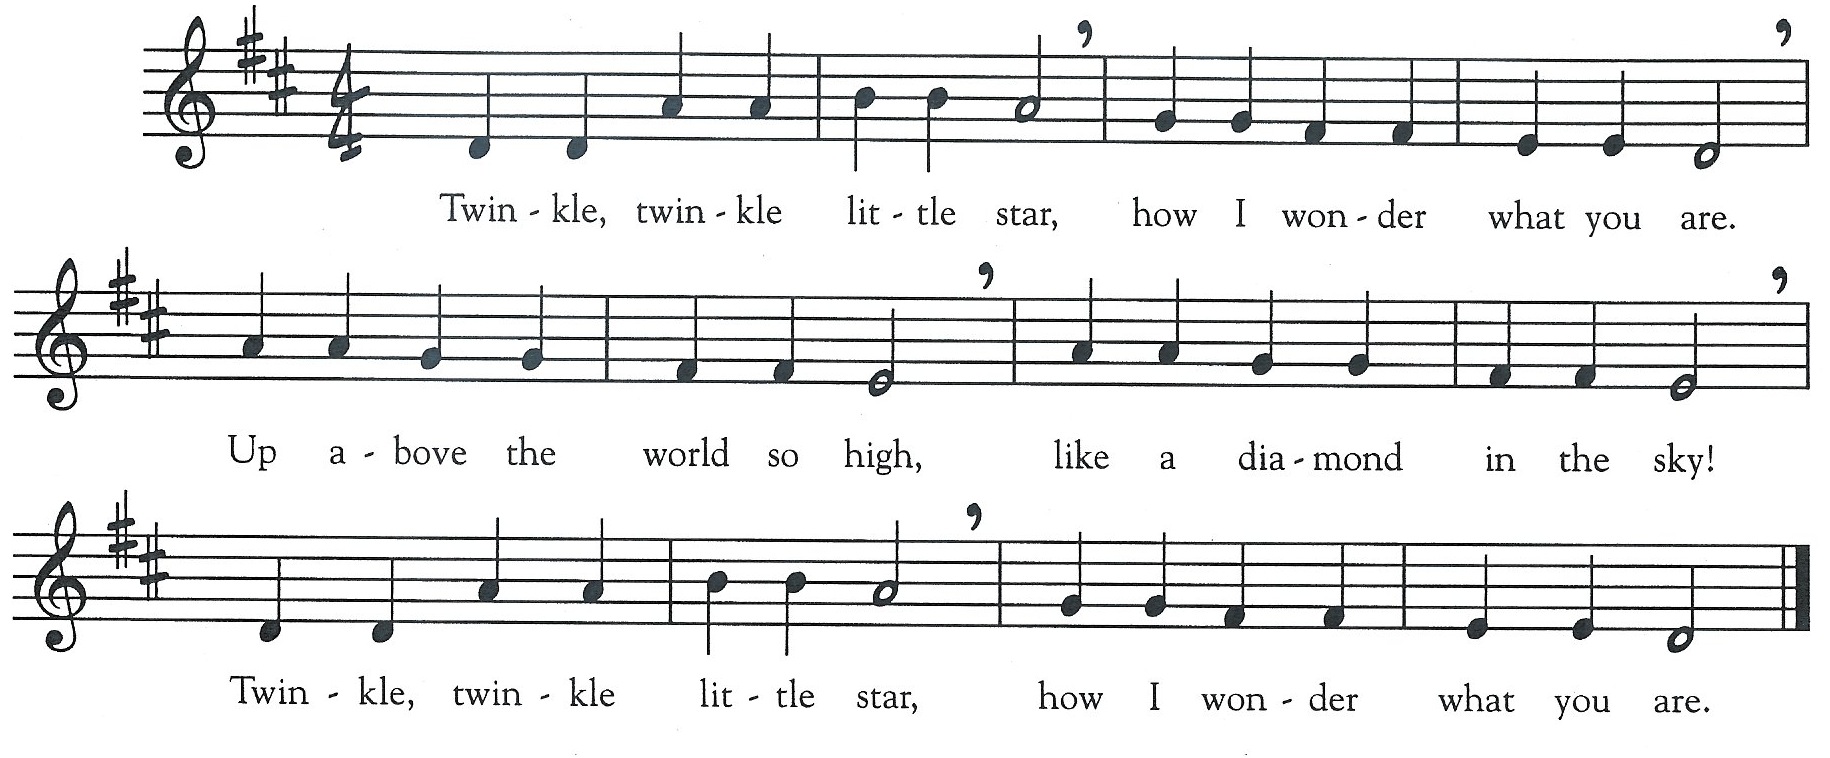 Twin - kle, twin - kle lit - tle star, how I won - der what you are.
Up a - bove the world so high, like a dia - mond in the sky!
Twin - kle, twin - kle lit - tle star, how I won - der what you are.